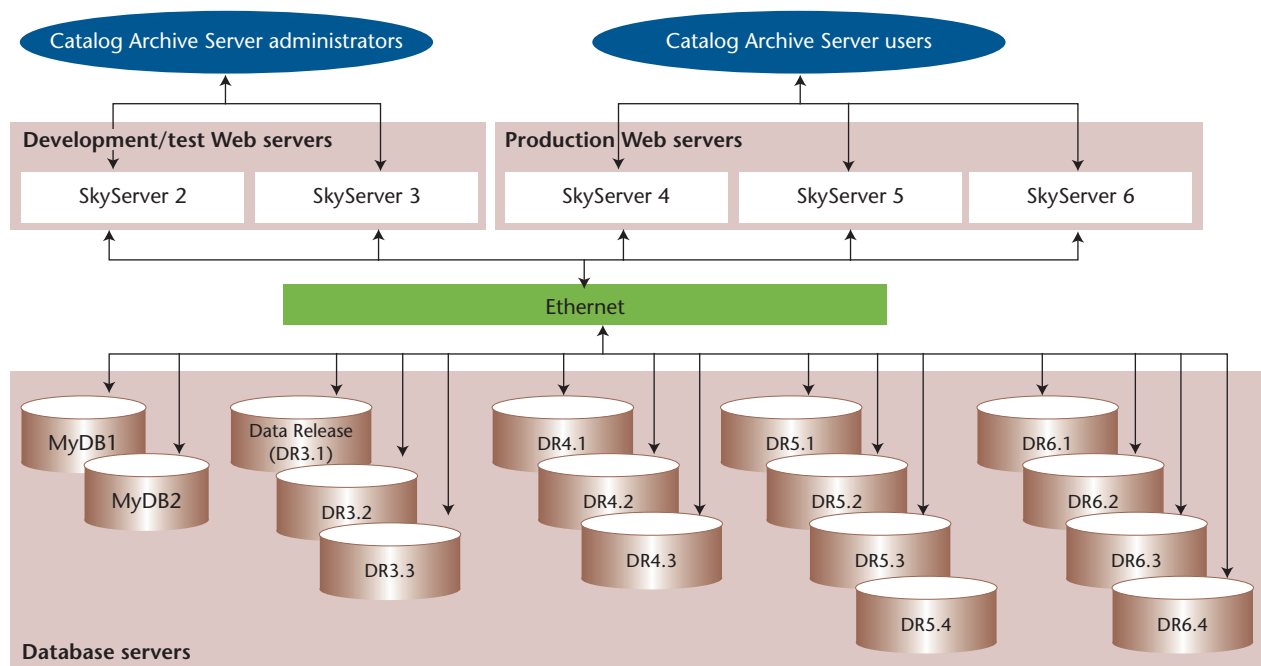 Catalog Archive Server administrators
Catalog Archive Server users
Development/test Web servers
Production Web servers
SkyServer 2
SkyServer 3
SkyServer 4
SkyServer 5
SkyServer 6
Ethernet
MyDB1
MyDB2
Data Release
(DR3.1)
DR3.2
DR3.3
DR4.1
DR4.2
DR4.3
DR5.1
DR5.2
DR5.3
DR5.4
DR6.1
DR6.2
DR6.3
DR6.4
Database servers